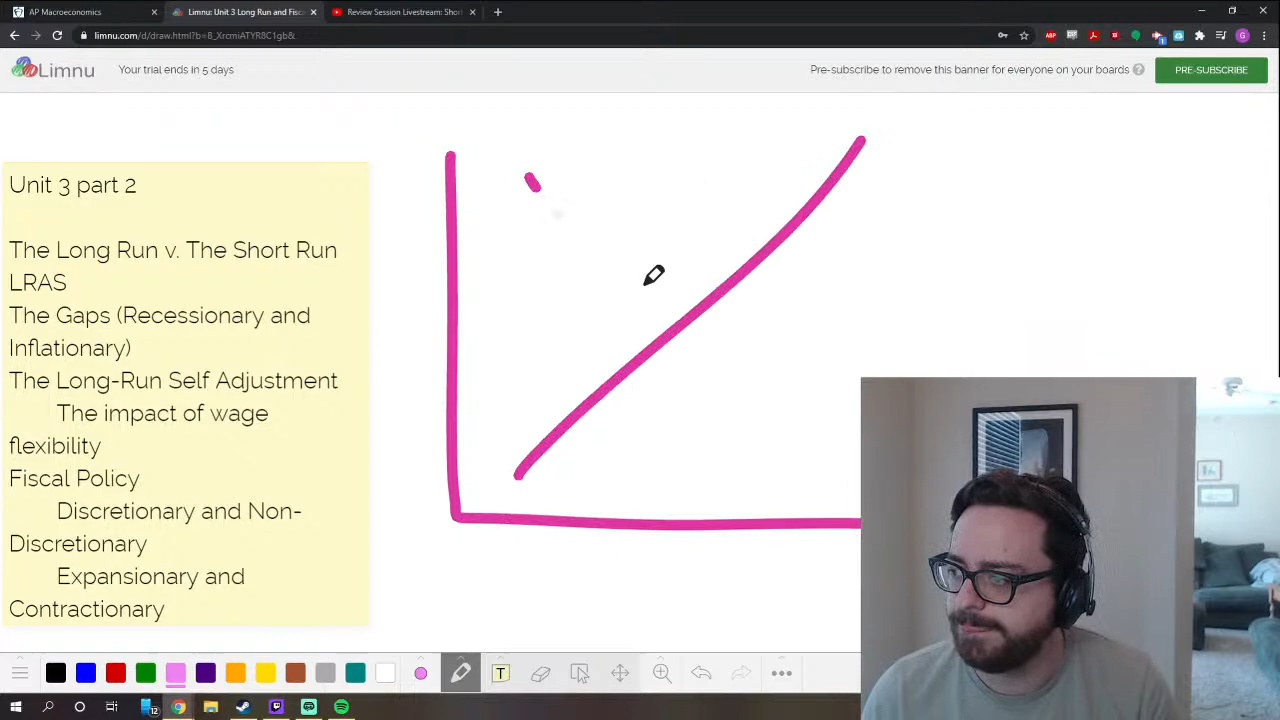 AP Macroeconomics
Limnu: Unit 3 Long Run and Fisc
Review Session Livestream: Short
limnu.com/d/draw.html?b=B_XrcmiATYR8C1gb&
ABP
G
Limnu
Your trial ends in 5 days
Pre-subscribe to remove this banner for everyone on your boards
?
PRE-SUBSCRIBE
Unit 3 part 2
The Long Run v. The Short Run
LRAS
The Gaps (Recessionary and
Inflationary)
The Long-Run Self Adjustment
The impact of wage
flexibility
Fiscal Policy
Discretionary and Non-
Discretionary
Expansionary and
Contractionary
T
12